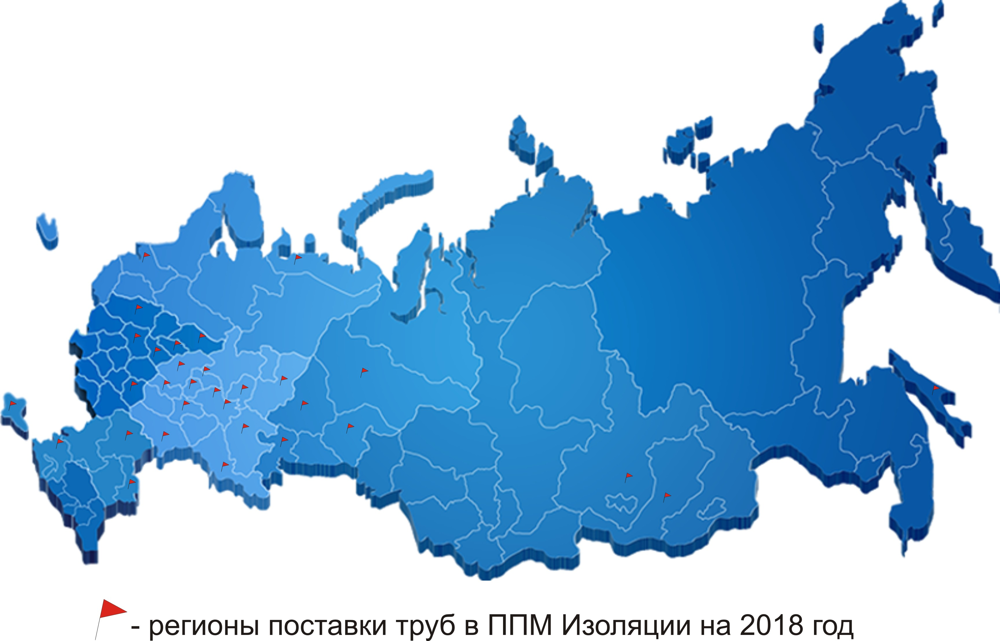 - регионы поставки труб в ППМ Изоляции на 2018 год